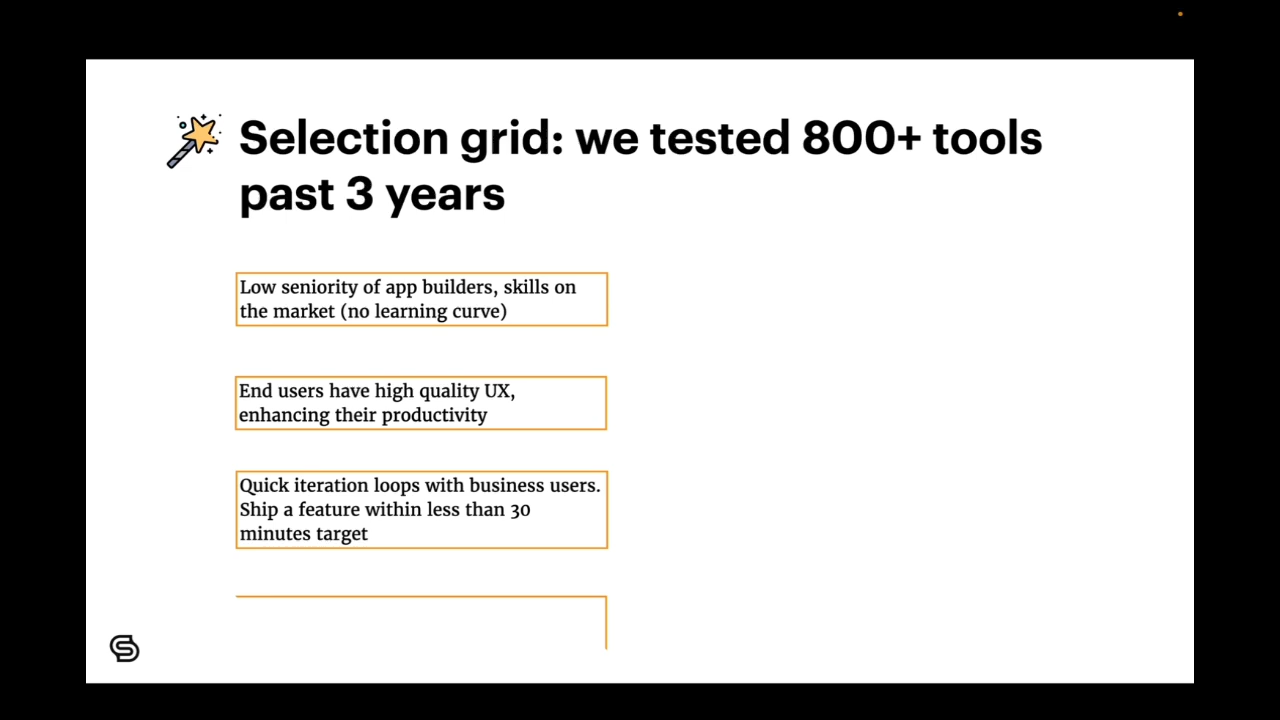 Selection grid: we tested 800+ tools
past 3 years
Low seniority of app builders, skills on
the market (no learning curve)
End users have high quality UX,
enhancing their productivity
Quick iteration loops with business users.
Ship a feature within less than 30
minutes target